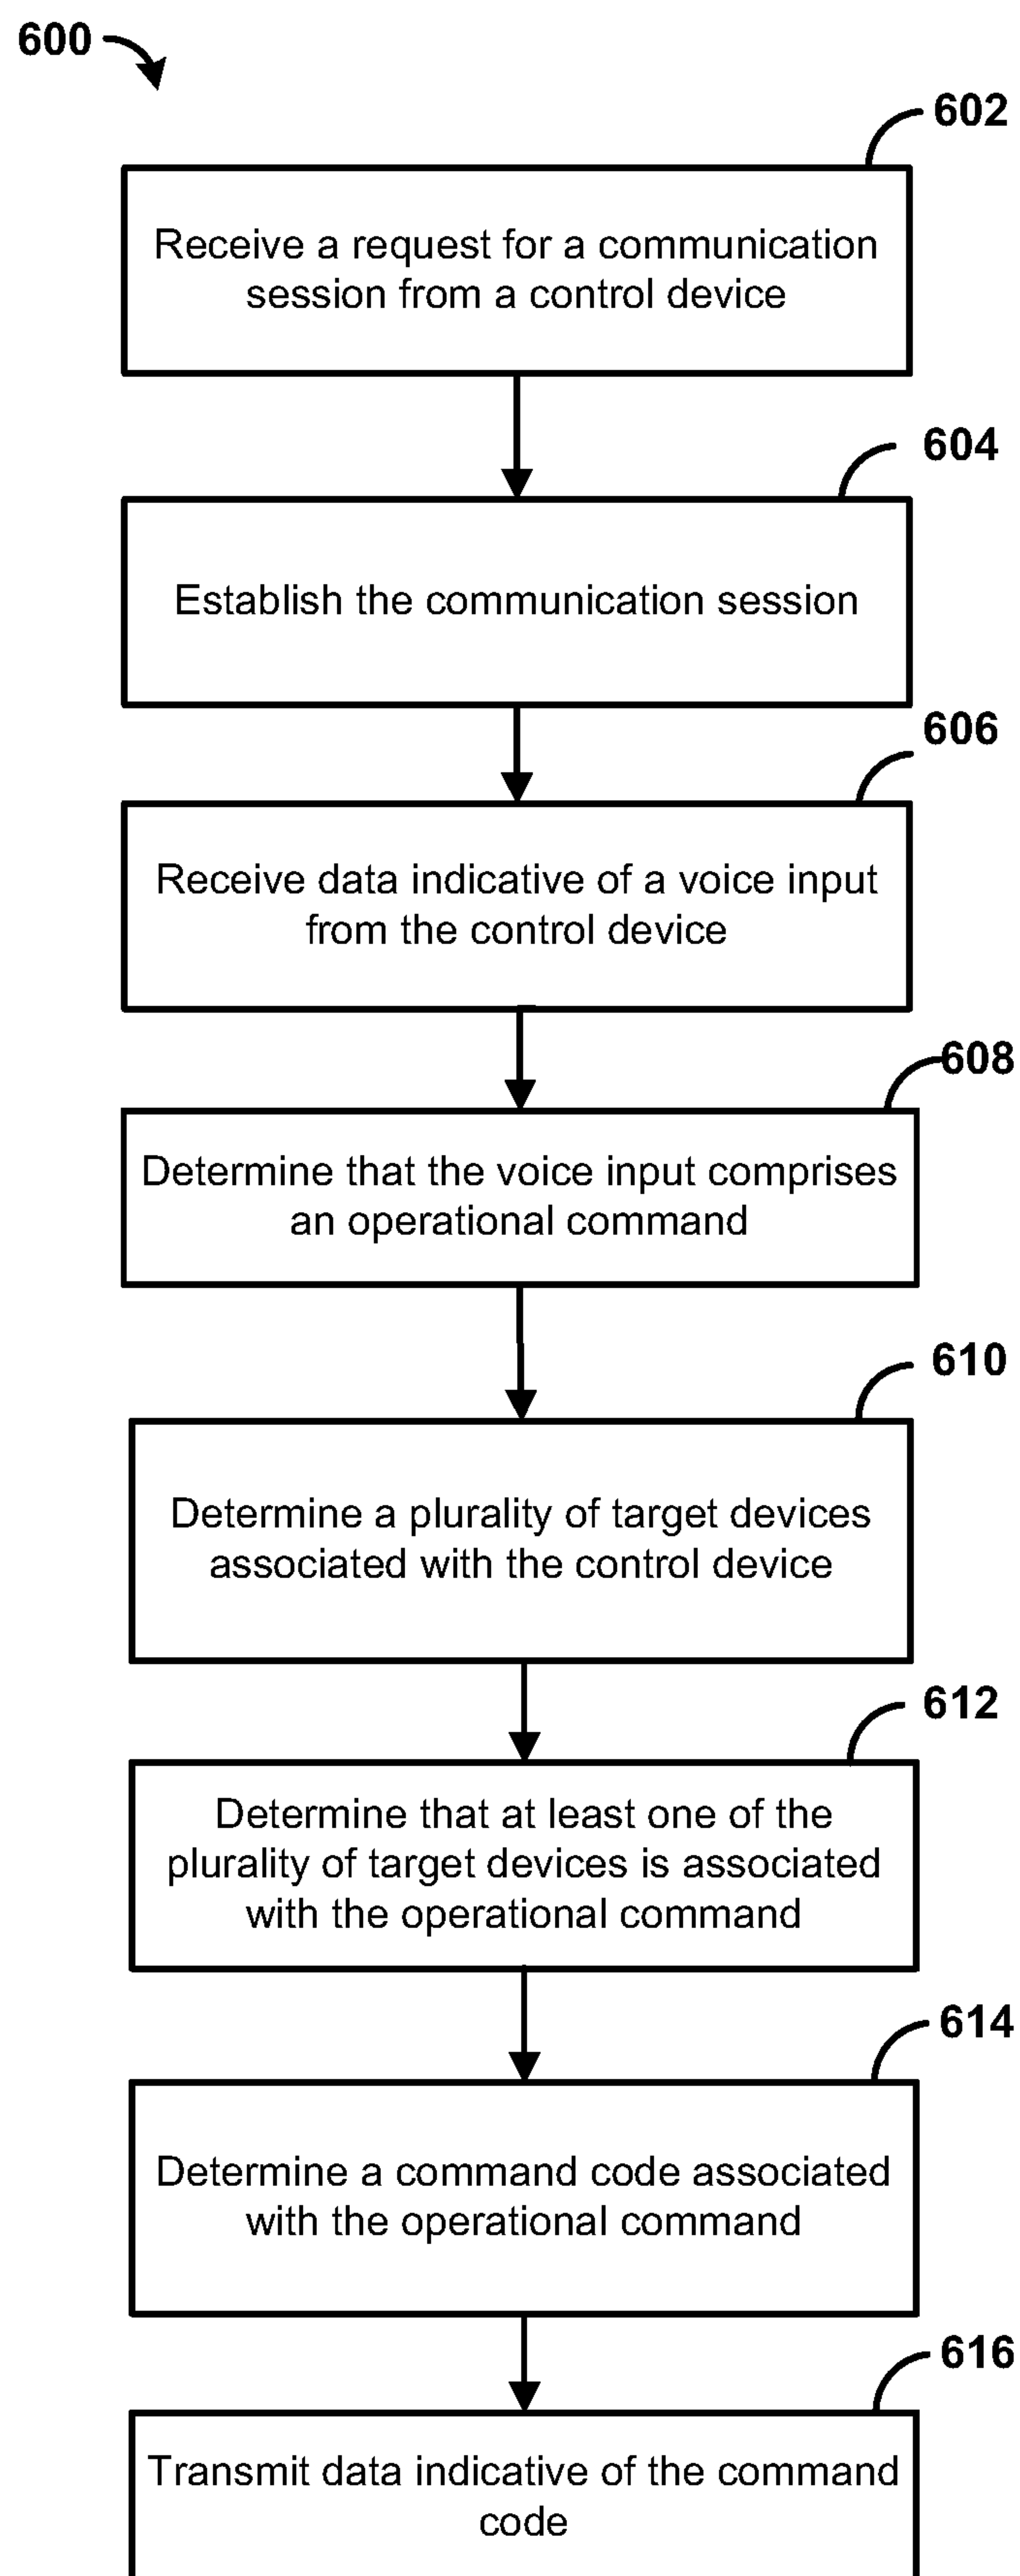 600
602
Receive a request for a communication
session from a control device
604
Establish the communication session
606
Receive data indicative of a voice input
from the control device
608
Determine that the voice input comprises
an operational command
610
Determine a plurality of target devices
associated with the control device
612
Determine that at least one of the
plurality of target devices is associated
with the operational command
614
Determine a command code associated
with the operational command
616
Transmit data indicative of the command
code